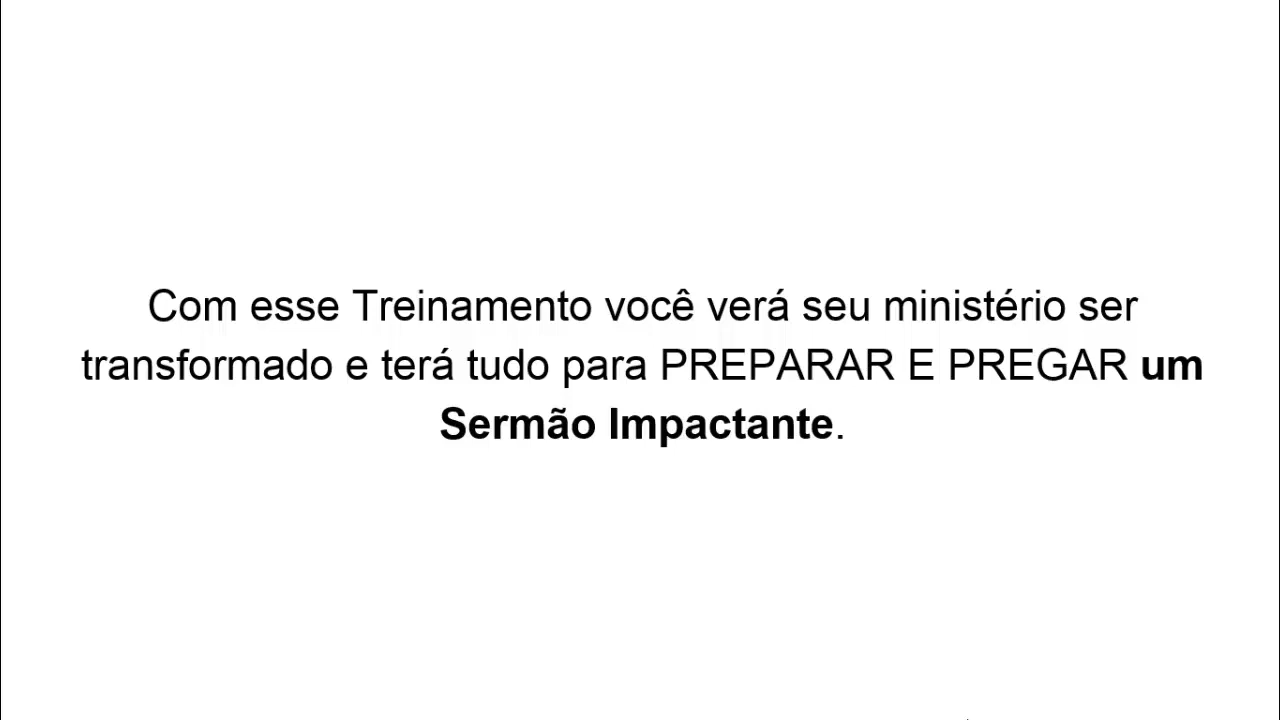 Com esse Treinamento você verá seu ministério ser
transformado e terá tudo para PREPARAR E PREGAR um
Sermão Impactante.